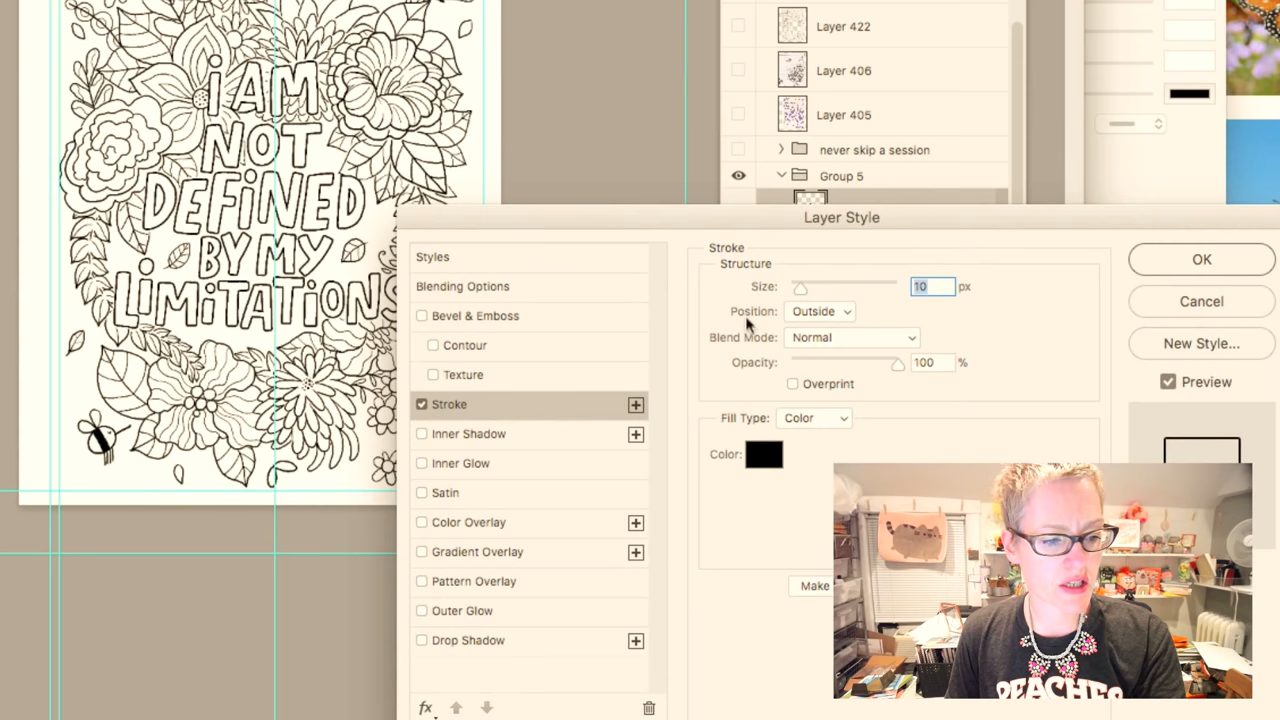 i AM
NOT
DEFiNED
BY MY
LiMiTATiON
Layer 422
Layer 406
Layer 405
never skip a session
Group 5
Layer Style
Styles
Blending Options
Bevel & Emboss
Contour
Texture
Stroke
Inner Shadow
Inner Glow
Satin
Color Overlay
Gradient Overlay
Pattern Overlay
Outer Glow
Drop Shadow
fx
Stroke
Structure
Size: 10 px
Position: Outside
Blend Mode: Normal
Opacity: 100 %
Overprint
Fill Type: Color
Color:
Make
OK
Cancel
New Style...
Preview
PEACHES